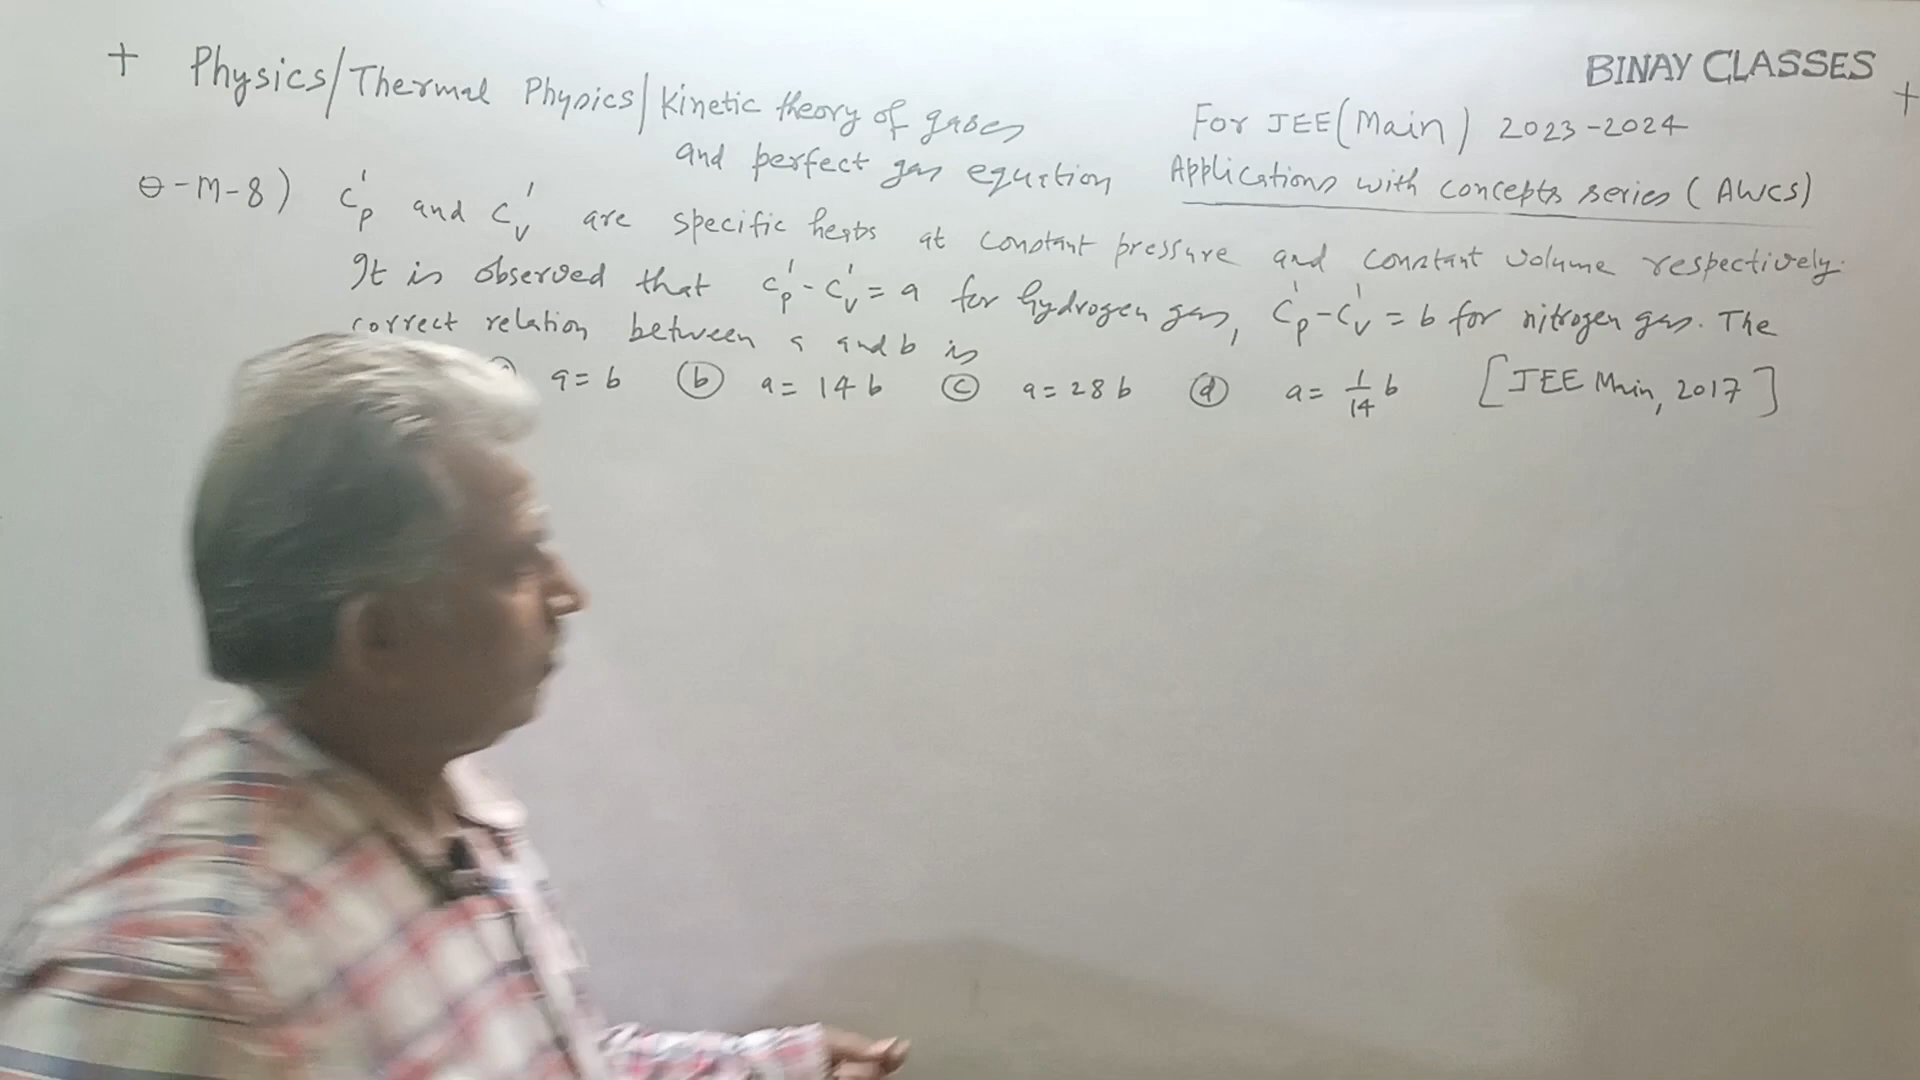 + Physics/Thermal Physics/Kinetic theory of gases
and perfect gas equation
BINAY CLASSES
+
For JEE(Main) 2023-2024
Applications with concepts series (AWCS)
Θ-M-8) C'p and C'v are specific heats at constant pressure and constant volume respectively.
It is observed that C'p - C'v = a for hydrogen gas, C'p - C'v = b for nitrogen gas. The
correct relation between a and b is
a = b (b) a = 14 b (c) a = 28 b (d) a = 1/14 b [JEE Main, 2017]